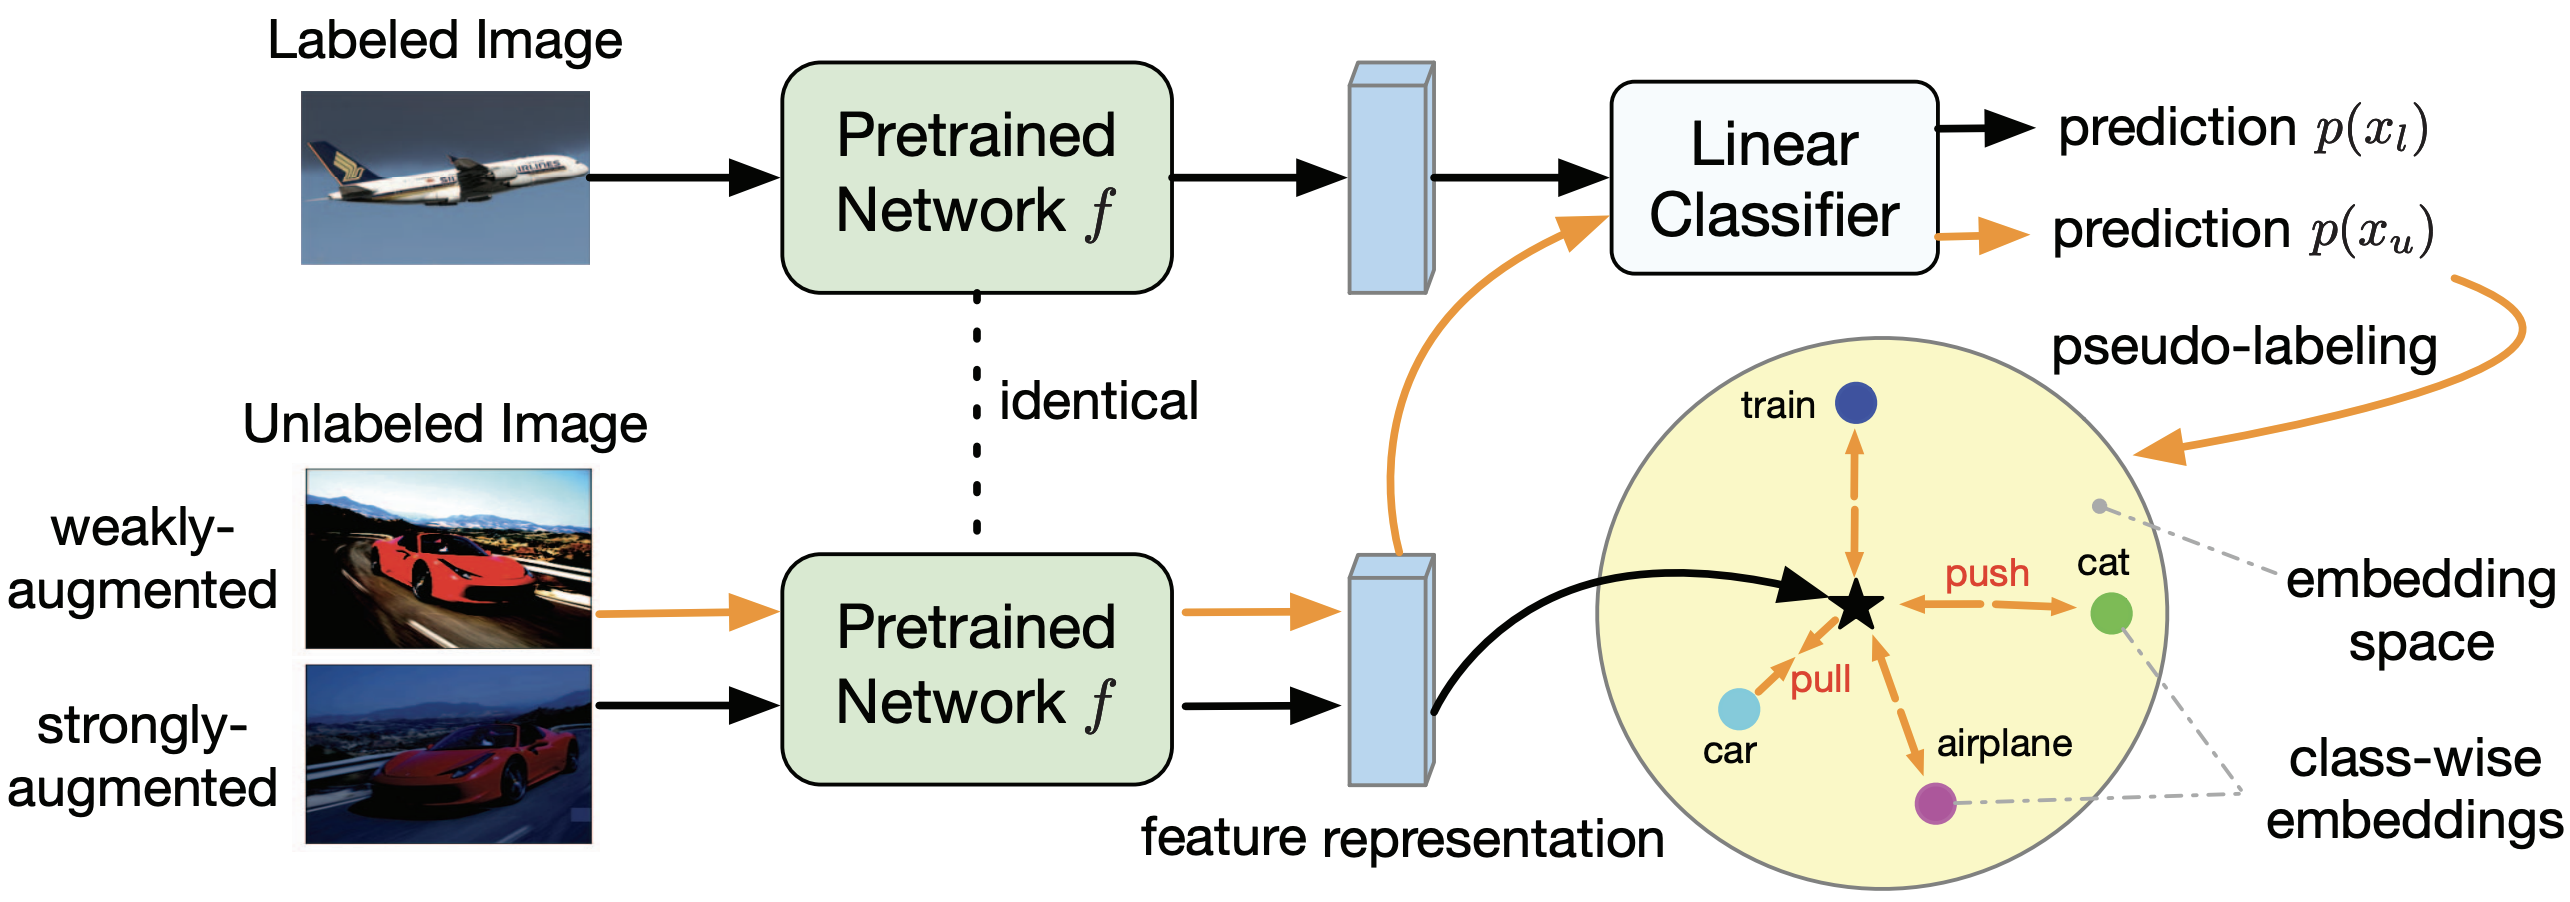 Labeled Image
IRLINES
Pretrained
Network f
Linear
Classifier
prediction p(x_l)
prediction p(x_u)
pseudo-labeling
identical
Unlabeled Image
weakly-
augmented
strongly-
augmented
Pretrained
Network f
feature representation
train
push
cat
pull
car
airplane
embedding
space
class-wise
embeddings